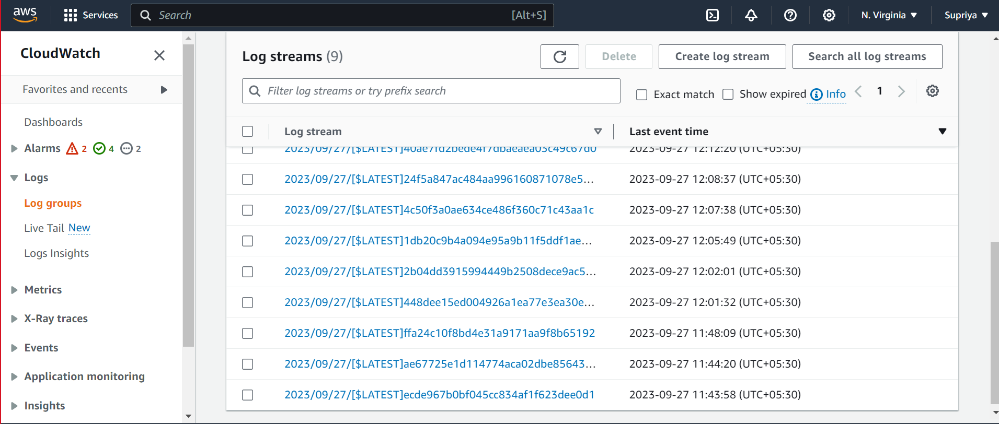 aws Services Search [Alt+S] N. Virginia Supriya
CloudWatch
Favorites and recents
Dashboards
Alarms 2 4 2
Logs
Log groups
Live Tail New
Logs Insights
Metrics
X-Ray traces
Events
Application monitoring
Insights
Log streams (9) Delete Create log stream Search all log streams
Filter log streams or try prefix search Exact match Show expired Info 1
Log stream Last event time
2023/09/27/[$LATEST]40ae7fd2bede4f7dbaeaea03c49c67d0 2023-09-27 12:12:20 (UTC+05:30)
2023/09/27/[$LATEST]24f5a847ac484aa996160871078e5... 2023-09-27 12:08:37 (UTC+05:30)
2023/09/27/[$LATEST]4c50f3a0ae634ce486f360c71c43aa1c 2023-09-27 12:07:38 (UTC+05:30)
2023/09/27/[$LATEST]1db20c9b4a094e95a9b11f5ddf1ae... 2023-09-27 12:05:49 (UTC+05:30)
2023/09/27/[$LATEST]2b04dd3915994449b2508dece9ac5... 2023-09-27 12:02:01 (UTC+05:30)
2023/09/27/[$LATEST]448dee15ed004926a1ea77e3ea30e... 2023-09-27 12:01:32 (UTC+05:30)
2023/09/27/[$LATEST]ffa24c10f8bd4e31a9171aa9f8b65192 2023-09-27 11:48:09 (UTC+05:30)
2023/09/27/[$LATEST]ae67725e1d114774aca02dbe85643... 2023-09-27 11:44:20 (UTC+05:30)
2023/09/27/[$LATEST]ecde967b0bf045cc834af1f623dee0d1 2023-09-27 11:43:58 (UTC+05:30)